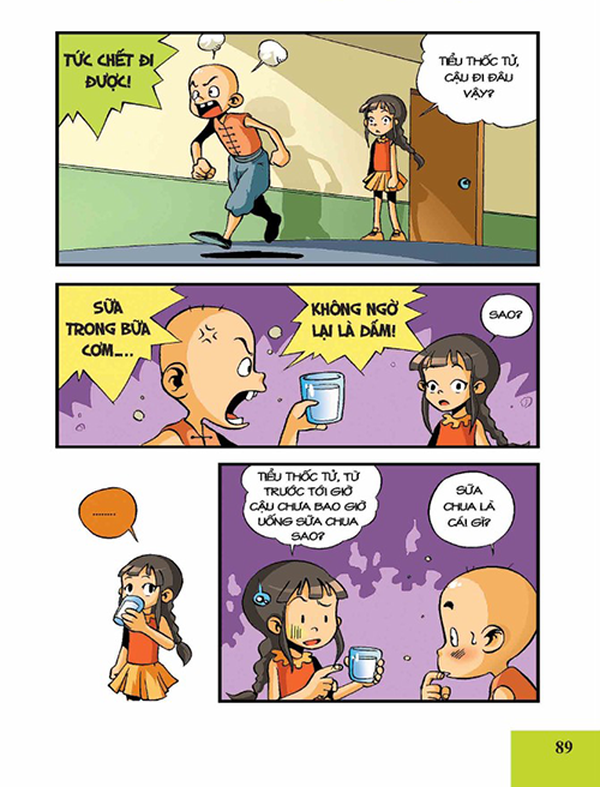 TỨC CHẾT ĐI
ĐƯỢC!
TIỂU THỐC TỬ,
CẬU ĐI ĐÂU
VẬY?
SỮA
TRONG BỮA
CƠM.....
KHÔNG NGỜ
LẠI LÀ DẤM!
SAO?
........
TIỂU THỐC TỬ, TỪ
TRƯỚC TỚI GIỜ
CẬU CHƯA BAO GIỜ
UỐNG SỮA CHUA
SAO?
SỮA
CHUA LÀ
CÁI GÌ?
89